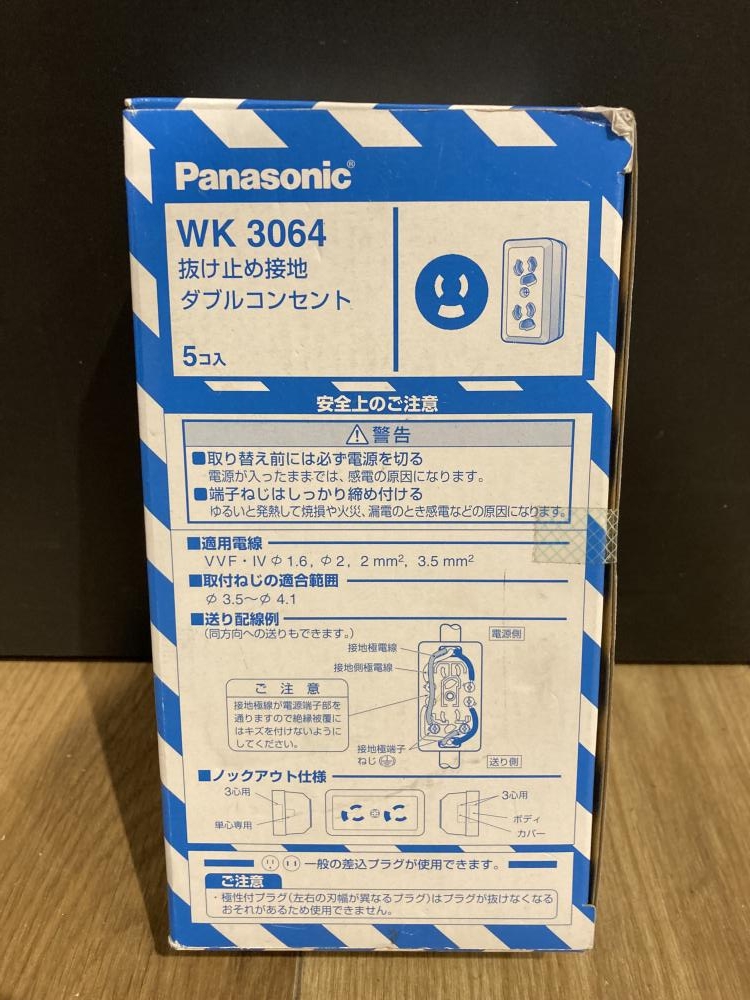 Panasonic®
WK 3064
抜け止め接地
ダブルコンセント
5コ入
安全上のご注意
⚠警告
■取り替え前には必ず電源を切る
電源が入ったままでは、感電の原因になります。
■端子ねじはしっかり締め付ける
ゆるいと発熱して焼損や火災、漏電のとき感電などの原因になります。
■適用電線
VVF・IV φ1.6, φ2, 2mm², 3.5mm²
■取付ねじの適合範囲
φ3.5〜φ4.1
■送り配線例
(同方向への送りもできます。)
電源側
接地極電線
接地側極電線
ご注意
接地極線が電源端子部を
通りますので絶縁被覆に
はキズを付けないように
してください。
接地極端子
ねじ
送り側
■ノックアウト仕様
3心用
単心専用
3心用
ボディ
カバー
一般の差込プラグが使用できます。
ご注意
・極性付プラグ(左右の刃幅が異なるプラグ)はプラグが抜けなくなる
おそれがあるため使用できません。